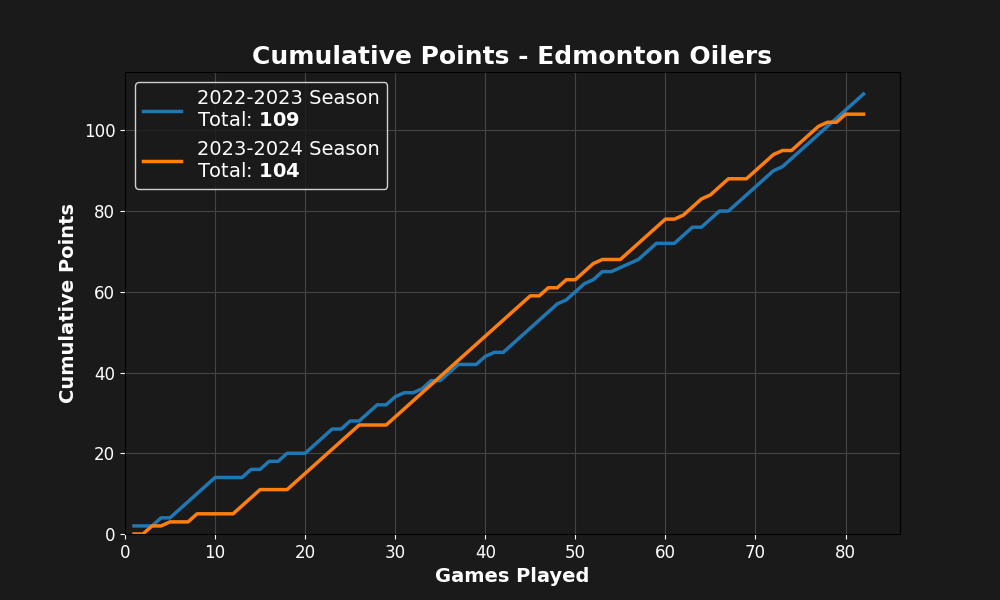 Cumulative Points - Edmonton Oilers
2022-2023 Season
Total: 109
2023-2024 Season
Total: 104
Cumulative Points
100
80
60
40
20
0
0 10 20 30 40 50 60 70 80
Games Played